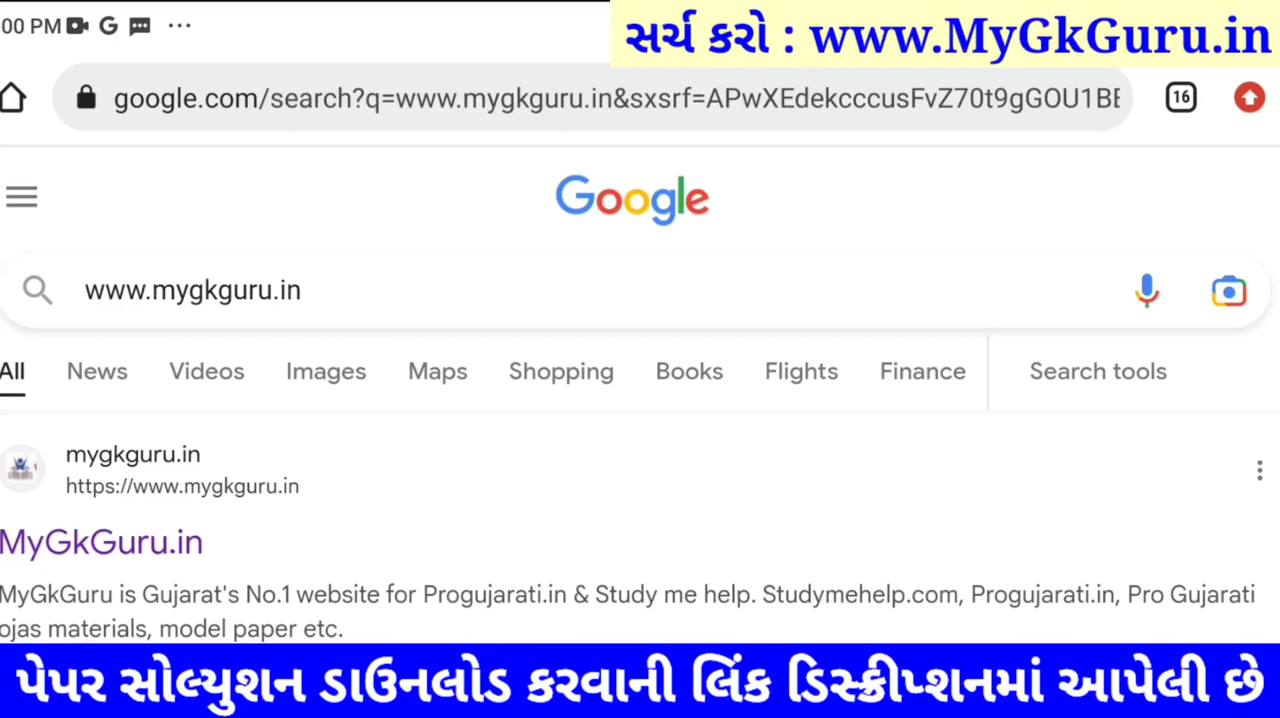 00 PM G ...
સર્ચ કરો : www.MyGkGuru.in
google.com/search?q=www.mygkguru.in&sxsrf=APwXEdekcccusFvZ70t9gGOU1BE
16
Google
www.mygkguru.in
All News Videos Images Maps Shopping Books Flights Finance Search tools
mygkguru.in
https://www.mygkguru.in
MyGkGuru.in
MyGkGuru is Gujarat's No.1 website for Progujarati.in & Study me help. Studymehelp.com, Progujarati.in, Pro Gujarati
ojas materials, model paper etc.
પેપર સોલ્યુશન ડાઉનલોડ કરવાની લિંક ડિસ્ક્રીપ્શનમાં આપેલી છે